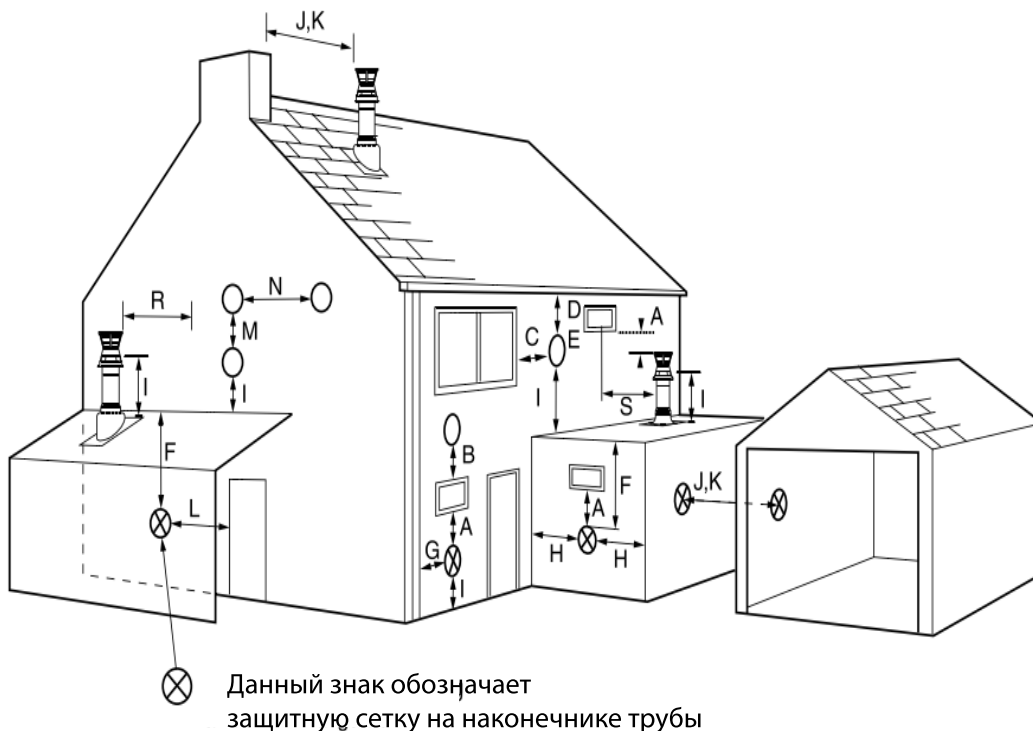 J,K
R
N
M
I
I
F
L
D
A
C
E
I
S
I
B
F
A
J,K
A
G
H
H
I
Данный знак обозначает
защитную сетку на наконечнике трубы